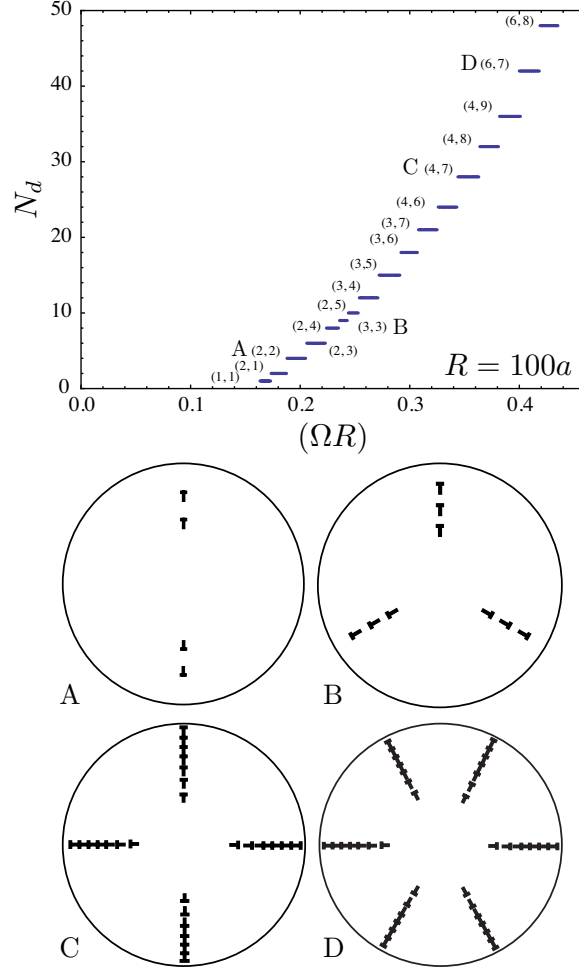 50
(6, 8)
D (6, 7)
40
(4, 9)
(4, 8)
30
C (4, 7)
(4, 6)
N_d
20
(3, 7)
(3, 6)
(3, 5)
(3, 4)
10
(2, 5)
(2, 4) (3, 3) B
A (2, 2) (2, 3)
(2, 1)
(1, 1)
R = 100a
0
0.0 0.1 0.2 0.3 0.4
(ΩR)
A B
C D